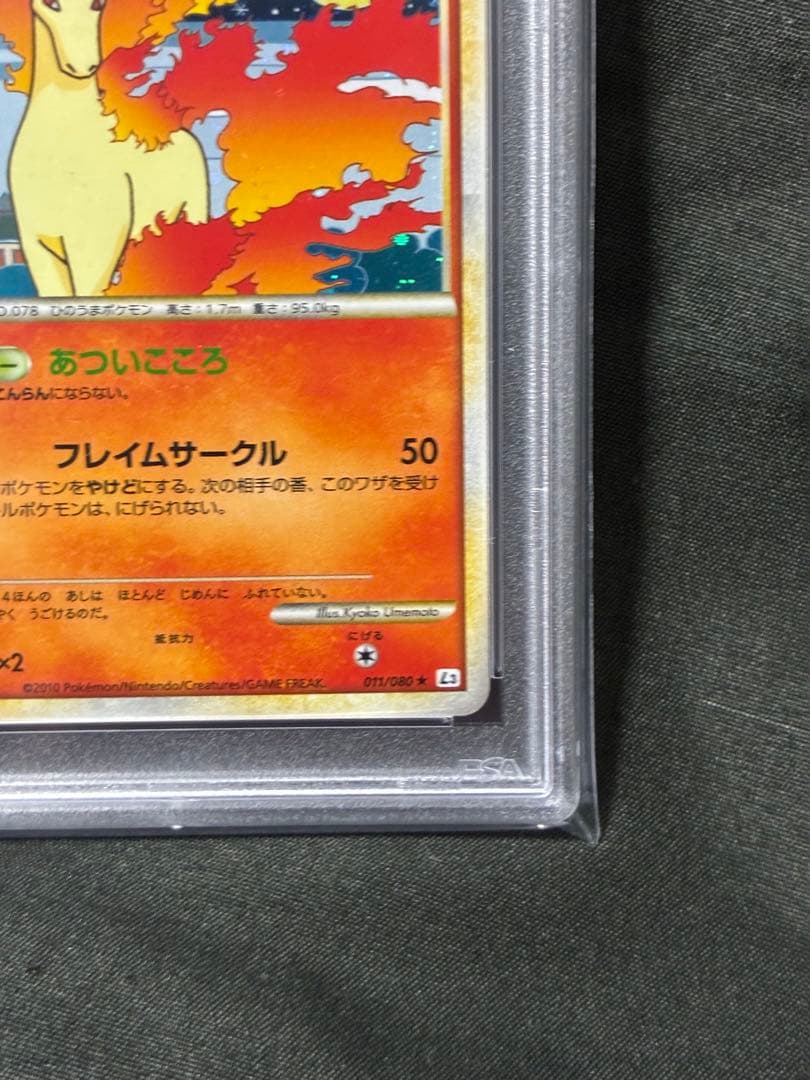 .078 ひのうまポケモン 高さ：1.7m 重さ：95.0kg
ー あついこころ
こんらんにならない。
フレイムサークル 50
ポケモンをやけどにする。次の相手の番、このワザを受け
ルポケモンは、にげられない。
4ほんの あしは ほとんど じめんに ふれていない。
やく うごけるのだ。
Illus. Kyoko Umemoto
抵抗力 にげる
×2
©2010 Pokémon/Nintendo/Creatures/GAME FREAK. 011/080 ★ L3
PSA